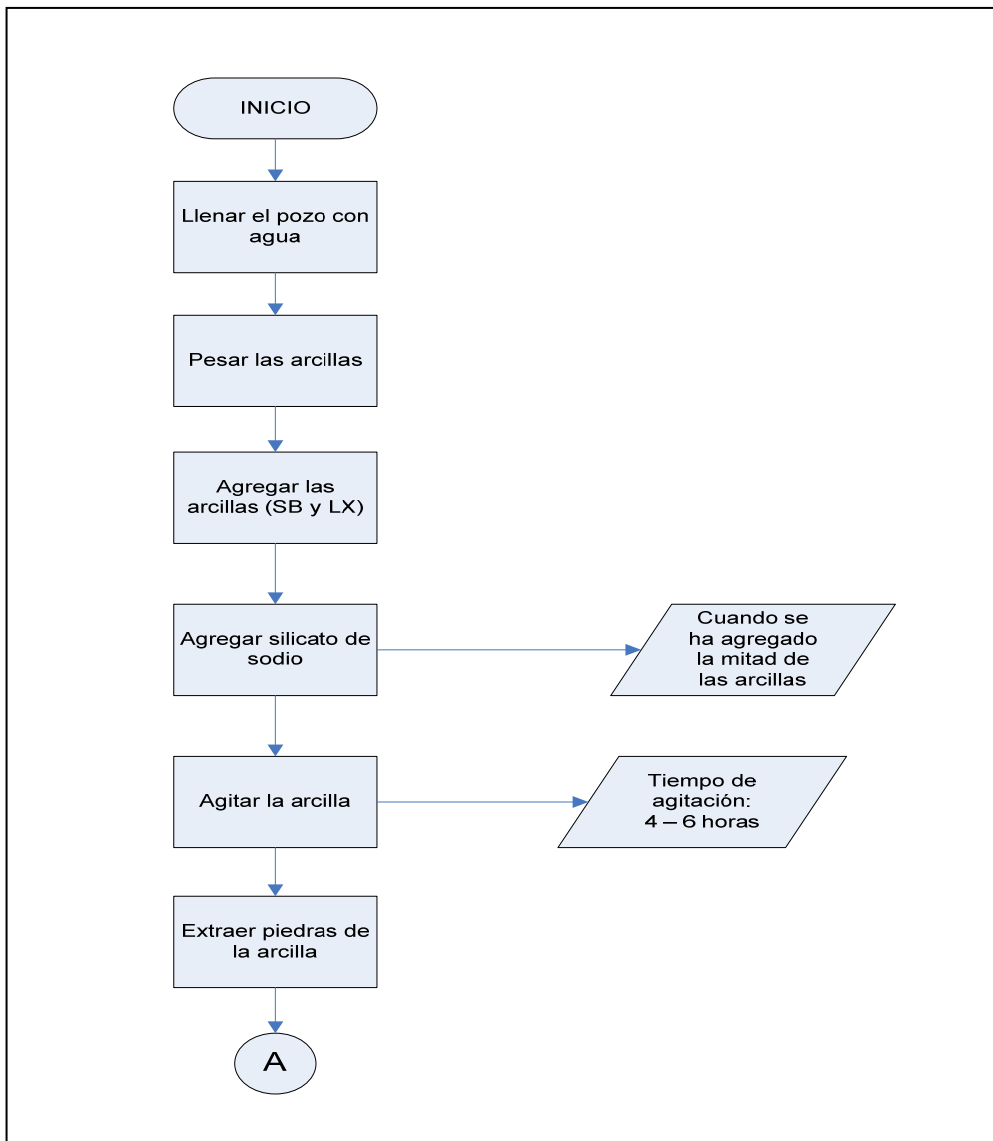 INICIO
Llenar el pozo con
agua
Pesar las arcillas
Agregar las
arcillas (SB y LX)
Agregar silicato de
sodio
Cuando se
ha agregado
la mitad de
las arcillas
Agitar la arcilla
Tiempo de
agitación:
4 – 6 horas
Extraer piedras de
la arcilla
A